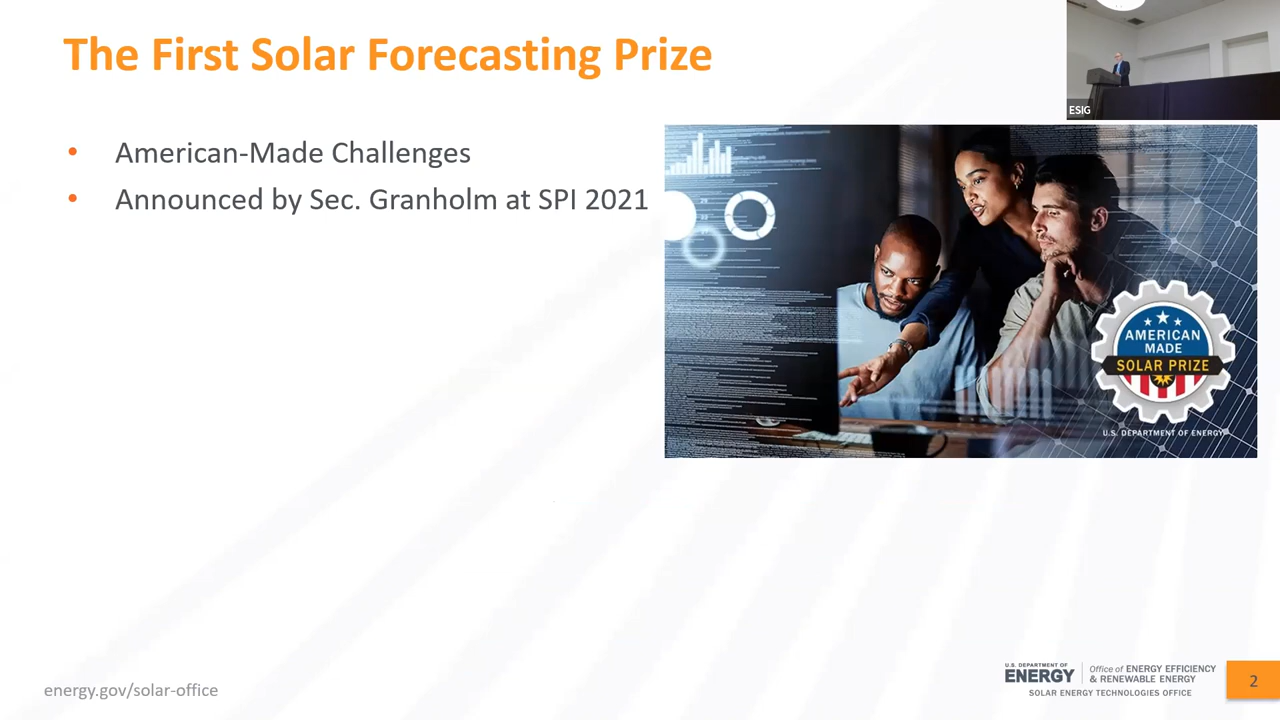 The First Solar Forecasting Prize
ESIG
• American-Made Challenges
• Announced by Sec. Granholm at SPI 2021
AMERICAN
MADE
SOLAR PRIZE
U.S. DEPARTMENT OF ENERGY
energy.gov/solar-office
U.S. DEPARTMENT OF
ENERGY
Office of ENERGY EFFICIENCY
& RENEWABLE ENERGY
SOLAR ENERGY TECHNOLOGIES OFFICE
2